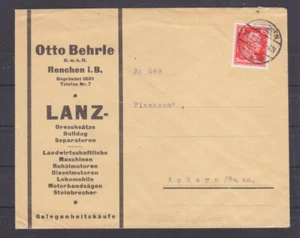 Otto Behrle
G.m.b.H.
Renchen i.B.
Gegründet 1891
Telefon Nr. 7
LANZ-
Dreschsätze
Bulldog
Separatoren
Landwirtschaftliche
Maschinen
Rohölmotoren
Dieselmotoren
Lokomobile
Motorbandsägen
Steinbrecher
Gelegenheitskäufe
An das
Finanzamt,
Achern/Baden.